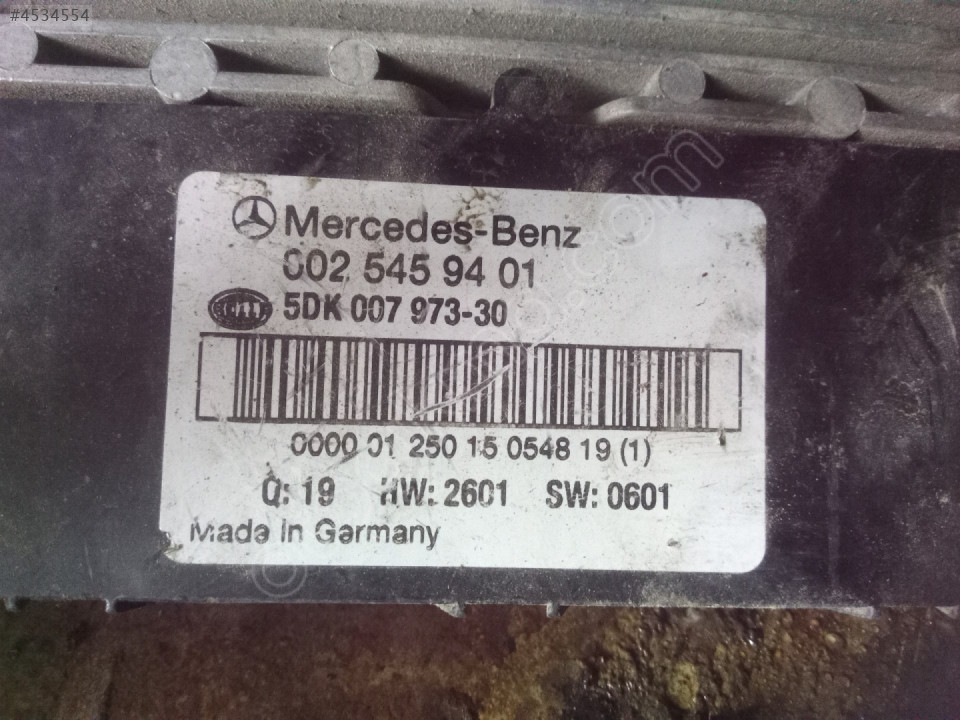 #4534554
Mercedes-Benz
002 545 94 01
5DK 007 973-30
0000 01 250 15 0548 19 (1)
Q: 19 HW: 2601 SW: 0601
Made in Germany